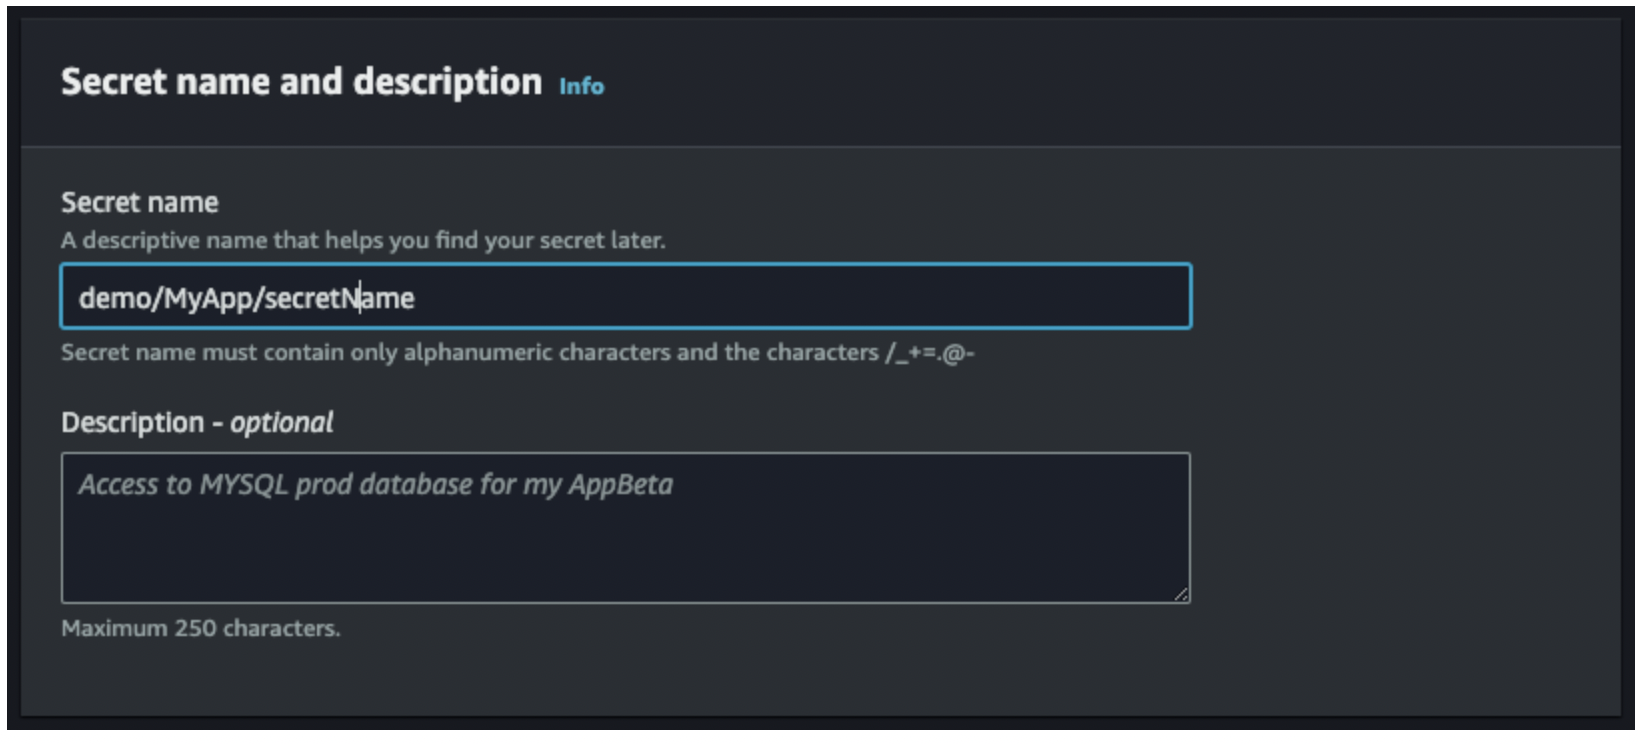 Secret name and description Info
Secret name
A descriptive name that helps you find your secret later.
demo/MyApp/secretName
Secret name must contain only alphanumeric characters and the characters /_+=.@-
Description - optional
Access to MYSQL prod database for my AppBeta
Maximum 250 characters.